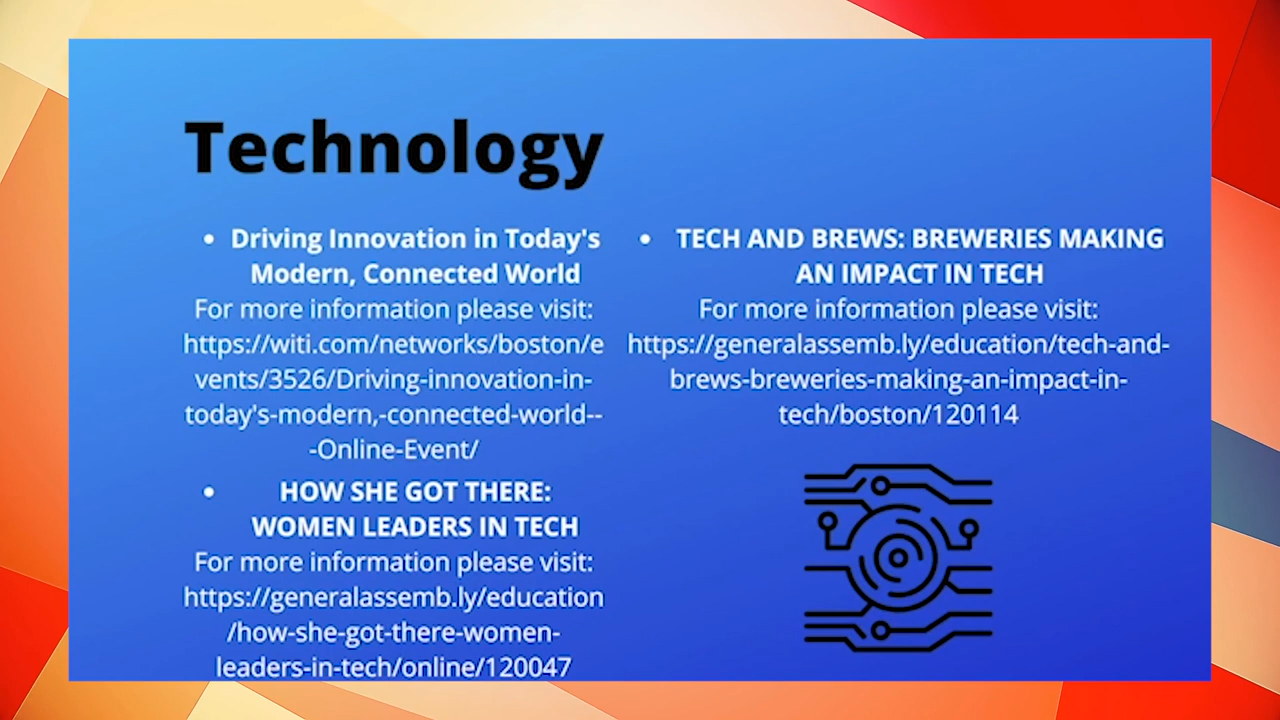 Technology
• Driving Innovation in Today's
Modern, Connected World
For more information please visit:
https://witi.com/networks/boston/e
vents/3526/Driving-innovation-in-
today's-modern,-connected-world--
-Online-Event/
• HOW SHE GOT THERE:
WOMEN LEADERS IN TECH
For more information please visit:
https://generalassemb.ly/education
/how-she-got-there-women-
leaders-in-tech/online/120047
• TECH AND BREWS: BREWERIES MAKING
AN IMPACT IN TECH
For more information please visit:
https://generalassemb.ly/education/tech-and-
brews-breweries-making-an-impact-in-
tech/boston/120114